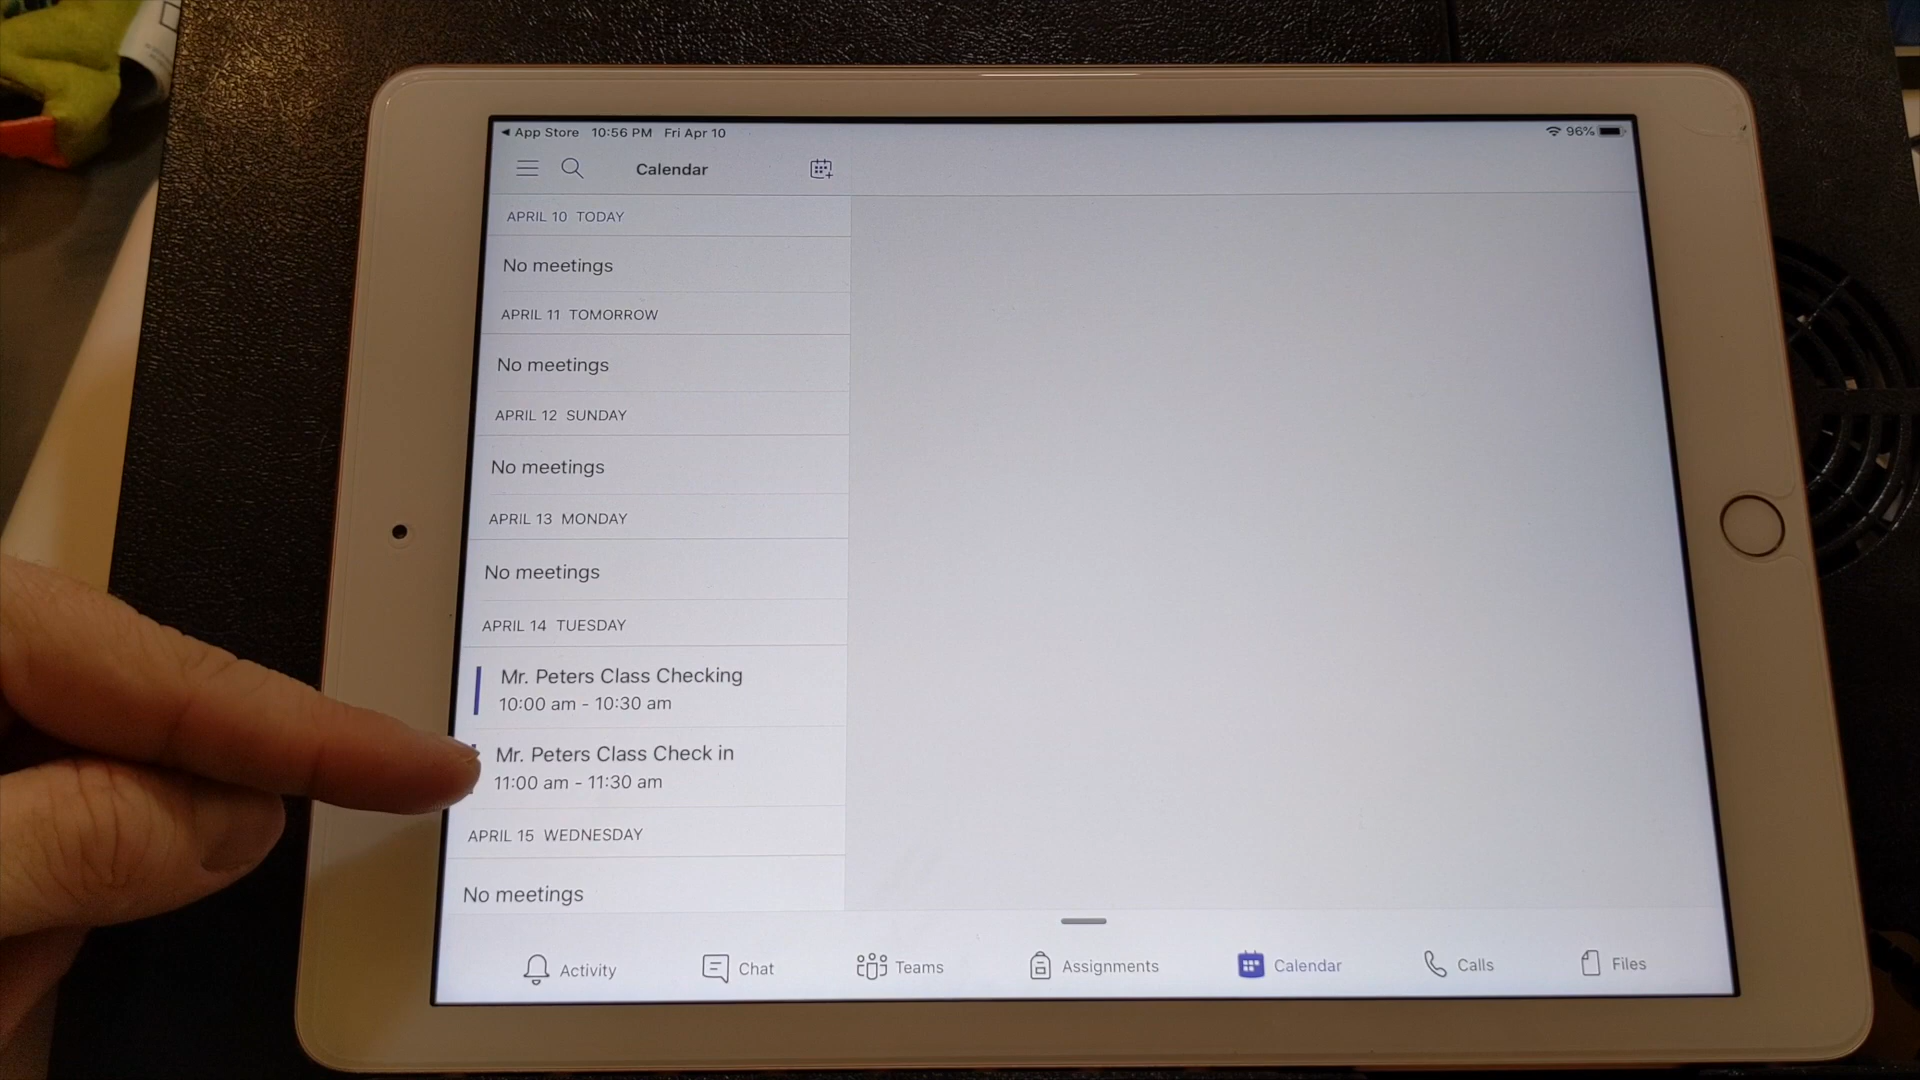 App Store 10:56 PM Fri Apr 10
96%
Calendar
APRIL 10 TODAY
No meetings
APRIL 11 TOMORROW
No meetings
APRIL 12 SUNDAY
No meetings
APRIL 13 MONDAY
No meetings
APRIL 14 TUESDAY
Mr. Peters Class Checking
10:00 am - 10:30 am
Mr. Peters Class Check in
11:00 am - 11:30 am
APRIL 15 WEDNESDAY
No meetings
Activity Chat Teams Assignments Calendar Calls Files